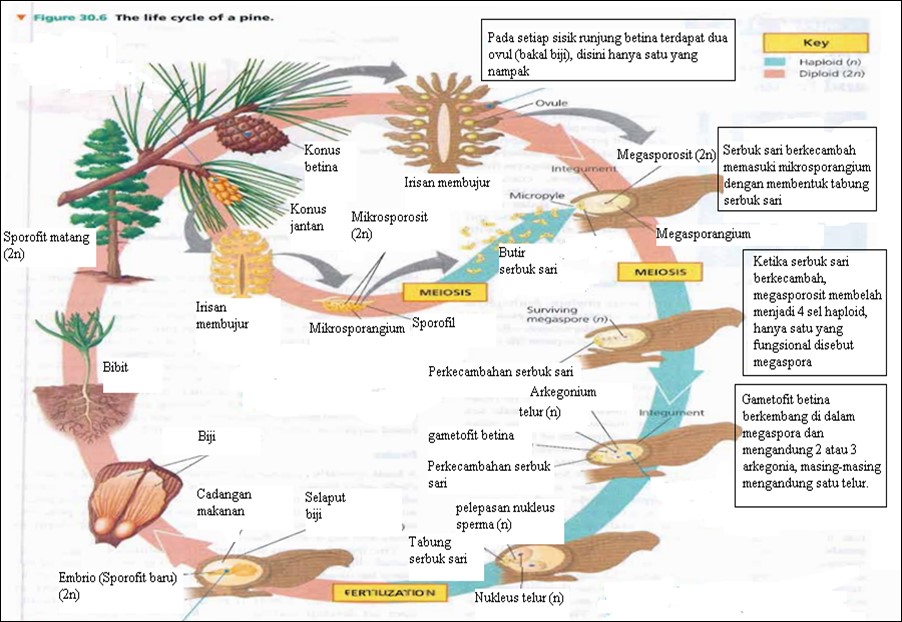 Figure 30.6 The life cycle of a pine.
Pada setiap sisik runjung betina terdapat dua
ovul (bakal biji), disini hanya satu yang
nampak
Key
Haploid (n)
Diploid (2n)
Ovule
Konus
betina
Irisan membujur
Megasporosit (2n)
Integument
Serbuk sari berkecambah
memasuki mikrosporangium
dengan membentuk tabung
serbuk sari
Micropyle
Konus
jantan
Mikrosporosit
(2n)
Megasporangium
Sporofit matang
(2n)
Butir
serbuk sari
MEIOSIS
MEIOSIS
Ketika serbuk sari
berkecambah,
megasporosit membelah
menjadi 4 sel haploid,
hanya satu yang
fungsional disebut
megaspora
Irisan
membujur
Mikrosporangium
Sporofil
Surviving
megaspore (n)
Bibit
Perkecambahan serbuk sari
Arkegonium
telur (n)
Integument
Gametofit betina
berkembang di dalam
megaspora dan
mengandung 2 atau 3
arkegonia, masing-masing
mengandung satu telur.
gametofit betina
Perkecambahan serbuk
sari
Biji
Cadangan
makanan
Selaput
biji
pelepasan nukleus
sperma (n)
Tabung
serbuk sari
Embrio (Sporofit baru)
(2n)
FERTILIZATION
Nukleus telur (n)